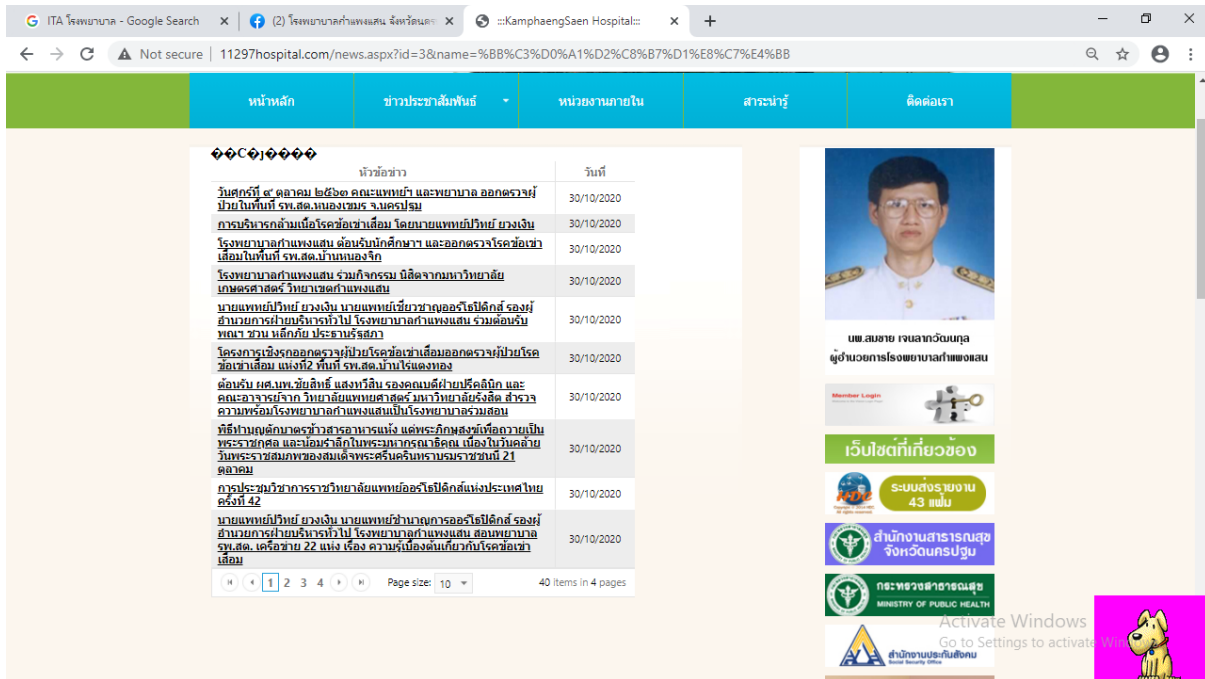 ITA โรงพยาบาล - Google Search
(2) โรงพยาบาลกำแพงแสน จังหวัดนคร
:::KamphaengSaen Hospital:::
Not secure | 11297hospital.com/news.aspx?id=3&name=%BB%C3%D0%A1%D2%C8%B7%D1%E8%C7%E4%BB
หน้าหลัก ข่าวประชาสัมพันธ์ หน่วยงานภายใน สาระน่ารู้ ติดต่อเรา
��С�ȷ����
หัวข้อข่าว วันที่
วันศุกร์ที่ ๙ ตุลาคม ๒๕๖๓ คณะแพทย์ฯ และพยาบาล ออกตรวจผู้
ป่วยในพื้นที่ รพ.สต.หนองเขมร จ.นครปฐม
30/10/2020
การบริหารกล้ามเนื้อโรคข้อเข่าเสื่อม โดยนายแพทย์ปวิทย์ ยวงเงิน 30/10/2020
โรงพยาบาลกำแพงแสน ต้อนรับนักศึกษาฯ และออกตรวจโรคข้อเข่า
เสื่อมในพื้นที่ รพ.สต.บ้านหนองจิก
30/10/2020
โรงพยาบาลกำแพงแสน ร่วมกิจกรรม นิสิตจากมหาวิทยาลัย
เกษตรศาสตร์ วิทยาเขตกำแพงแสน
30/10/2020
นายแพทย์ปวิทย์ ยวงเงิน นายแพทย์เชี่ยวชาญออร์โธปิดิกส์ รองผู้
อำนวยการฝ่ายบริหารทั่วไป โรงพยาบาลกำแพงแสน ร่วมต้อนรับ
พณฯ ชวน หลีกภัย ประธานรัฐสภา
30/10/2020
โครงการเชิงรุกออกตรวจผู้ป่วยโรคข้อเข่าเสื่อมออกตรวจผู้ป่วยโรค
ข้อเข่าเสื่อม แห่งที่2 พื้นที่ รพ.สต.บ้านไร่แตงทอง
30/10/2020
ต้อนรับ ผศ.นพ.ชัยสิทธิ์ แสงทวีสิน รองคณบดีฝ่ายปรีคลินิก และ
คณะอาจารย์จาก วิทยาลัยแพทยศาสตร์ มหาวิทยาลัยรังสิต สำรวจ
ความพร้อมโรงพยาบาลกำแพงแสนเป็นโรงพยาบาลร่วมสอน
30/10/2020
พิธีทำบุญตักบาตรข้าวสารอาหารแห้ง แด่พระภิกษุสงฆ์เพื่อถวายเป็น
พระราชกุศล และน้อมรำลึกในพระมหากรุณาธิคุณ เนื่องในวันคล้าย
วันพระราชสมภพของสมเด็จพระศรีนครินทราบรมราชชนนี 21
ตุลาคม
30/10/2020
การประชุมวิชาการราชวิทยาลัยแพทย์ออร์โธปิดิกส์แห่งประเทศไทย
ครั้งที่ 42
30/10/2020
นายแพทย์ปวิทย์ ยวงเงิน นายแพทย์ชำนาญการออร์โธปิดิกส์ รองผู้
อำนวยการฝ่ายบริหารทั่วไป โรงพยาบาลกำแพงแสน สอนพยาบาล
รพ.สต. เครือข่าย 22 แห่ง เรื่อง ความรู้เบื้องต้นเกี่ยวกับโรคข้อเข่า
เสื่อม
30/10/2020
1 2 3 4 Page size: 10 40 items in 4 pages
นพ.สมชาย เจนลาภวัฒนกุล
ผู้อำนวยการโรงพยาบาลกำแพงแสน
Member Login
เว็บไซต์ที่เกี่ยวข้อง
HDC
ระบบส่งรายงาน
43 แฟ้ม
สำนักงานสาธารณสุข
จังหวัดนครปฐม
กระทรวงสาธารณสุข
MINISTRY OF PUBLIC HEALTH
สำนักงานประกันสังคม
Social Security Office
Activate Windows
Go to Settings to activate